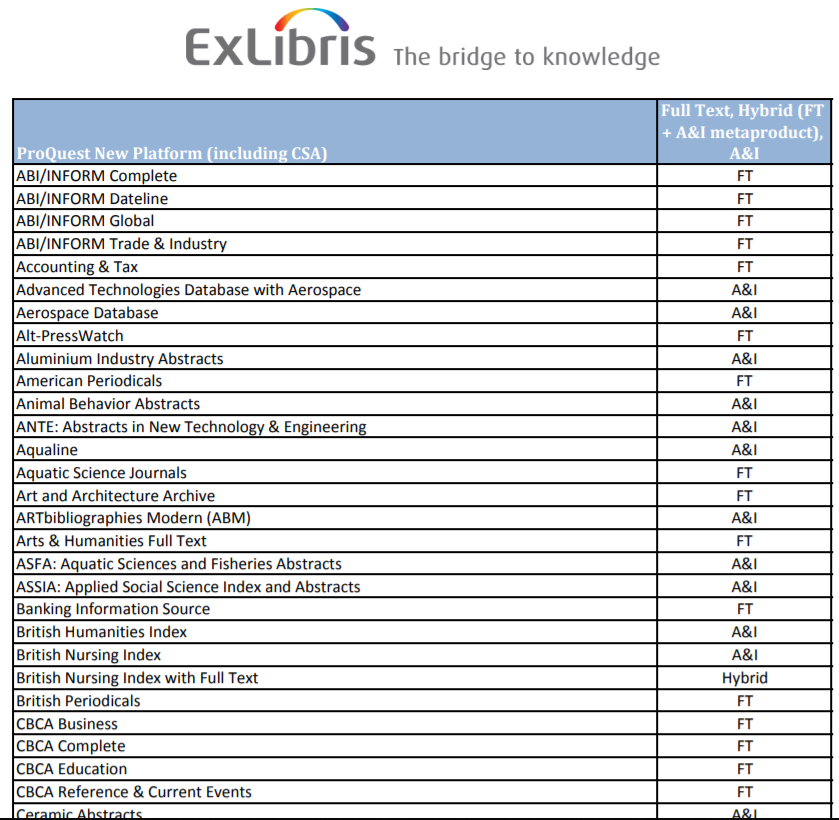 ExLibris The bridge to knowledge
Full Text, Hybrid (FT
+ A&I metaproduct),
ProQuest New Platform (including CSA) A&I
ABI/INFORM Complete FT
ABI/INFORM Dateline FT
ABI/INFORM Global FT
ABI/INFORM Trade & Industry FT
Accounting & Tax FT
Advanced Technologies Database with Aerospace A&I
Aerospace Database A&I
Alt-PressWatch FT
Aluminium Industry Abstracts A&I
American Periodicals FT
Animal Behavior Abstracts A&I
ANTE: Abstracts in New Technology & Engineering A&I
Aqualine A&I
Aquatic Science Journals FT
Art and Architecture Archive FT
ARTbibliographies Modern (ABM) A&I
Arts & Humanities Full Text FT
ASFA: Aquatic Sciences and Fisheries Abstracts A&I
ASSIA: Applied Social Science Index and Abstracts A&I
Banking Information Source FT
British Humanities Index A&I
British Nursing Index A&I
British Nursing Index with Full Text Hybrid
British Periodicals FT
CBCA Business FT
CBCA Complete FT
CBCA Education FT
CBCA Reference & Current Events FT
Ceramic Abstracts A&I